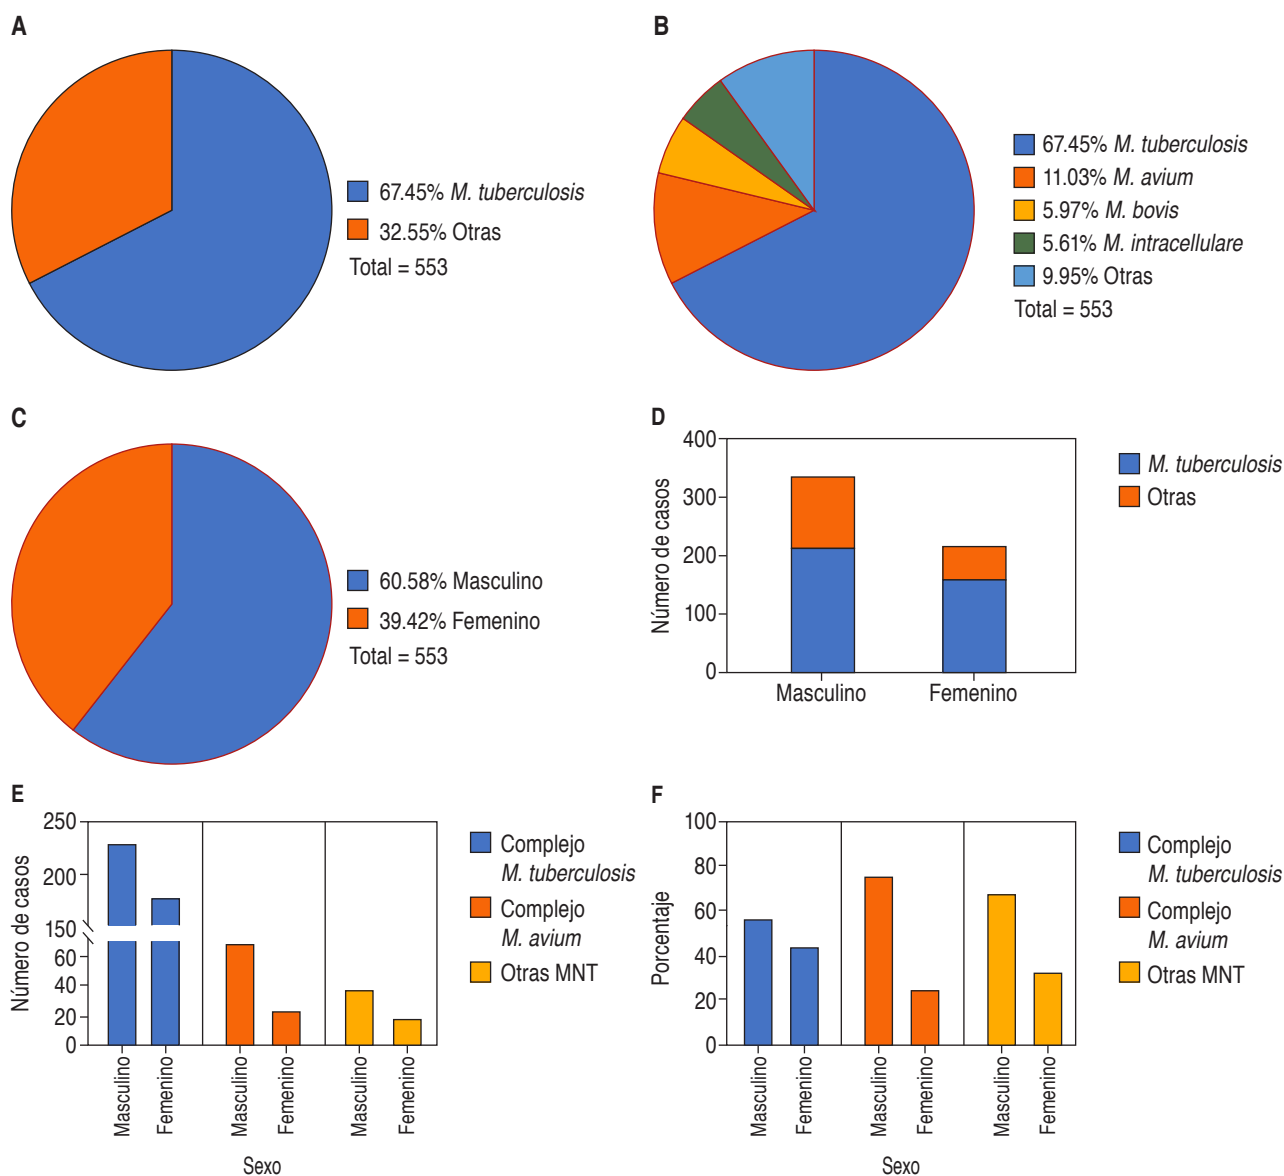 A
67.45% M. tuberculosis
32.55% Otras
Total = 553
B
67.45% M. tuberculosis
11.03% M. avium
5.97% M. bovis
5.61% M. intracellulare
9.95% Otras
Total = 553
C
60.58% Masculino
39.42% Femenino
Total = 553
D
Número de casos
400
300
200
100
0
Masculino
Femenino
M. tuberculosis
Otras
E
Número de casos
250
200
150
60
40
20
0
Masculino
Femenino
Masculino
Femenino
Masculino
Femenino
Sexo
Complejo
M. tuberculosis
Complejo
M. avium
Otras MNT
F
Porcentaje
100
80
60
40
20
0
Masculino
Femenino
Masculino
Femenino
Masculino
Femenino
Sexo
Complejo
M. tuberculosis
Complejo
M. avium
Otras MNT